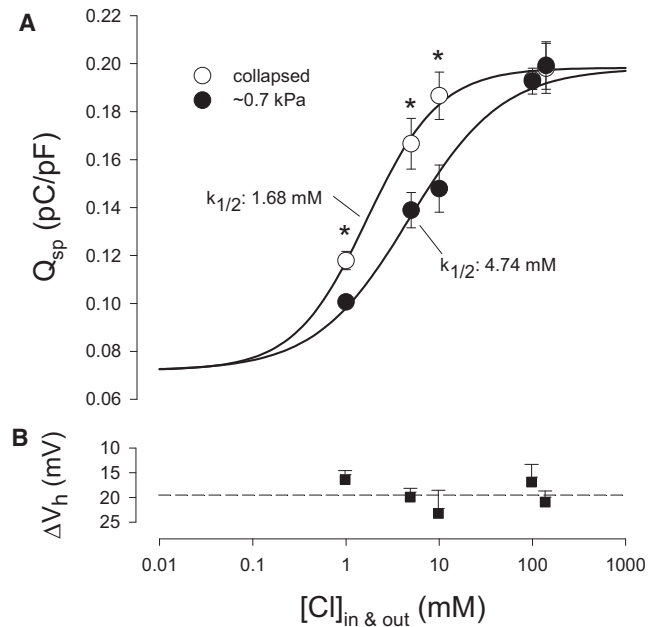 A
Q_sp (pC/pF)
0.20
0.18
0.16
0.14
0.12
0.10
0.08
0.06
collapsed
~0.7 kPa
*
*
*
k_1/2: 1.68 mM
k_1/2: 4.74 mM
B
ΔV_h (mV)
10
15
20
25
0.01 0.1 1 10 100 1000
[Cl]_in & out (mM)